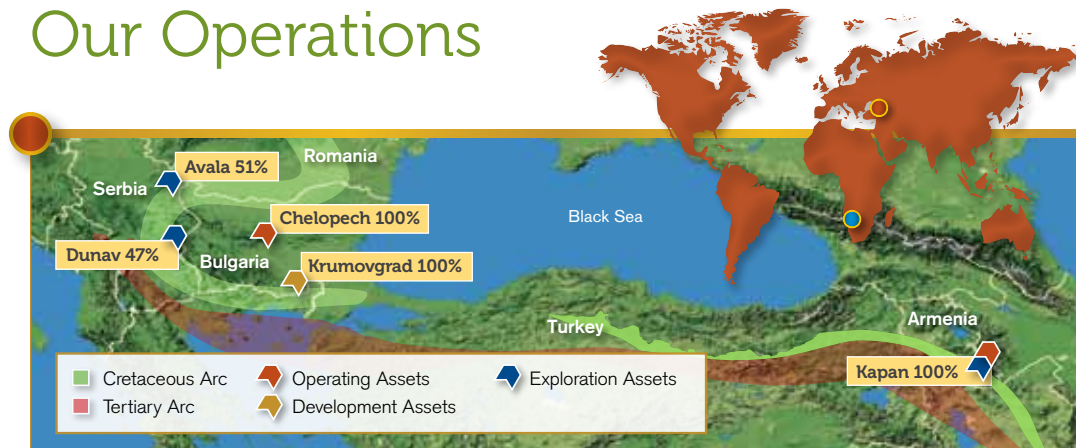 Our Operations
Romania
Avala 51%
Serbia
Chelopech 100%
Black Sea
Dunav 47%
Bulgaria
Krumovgrad 100%
Turkey
Armenia
Kapan 100%
Cretaceous Arc
Operating Assets
Exploration Assets
Tertiary Arc
Development Assets